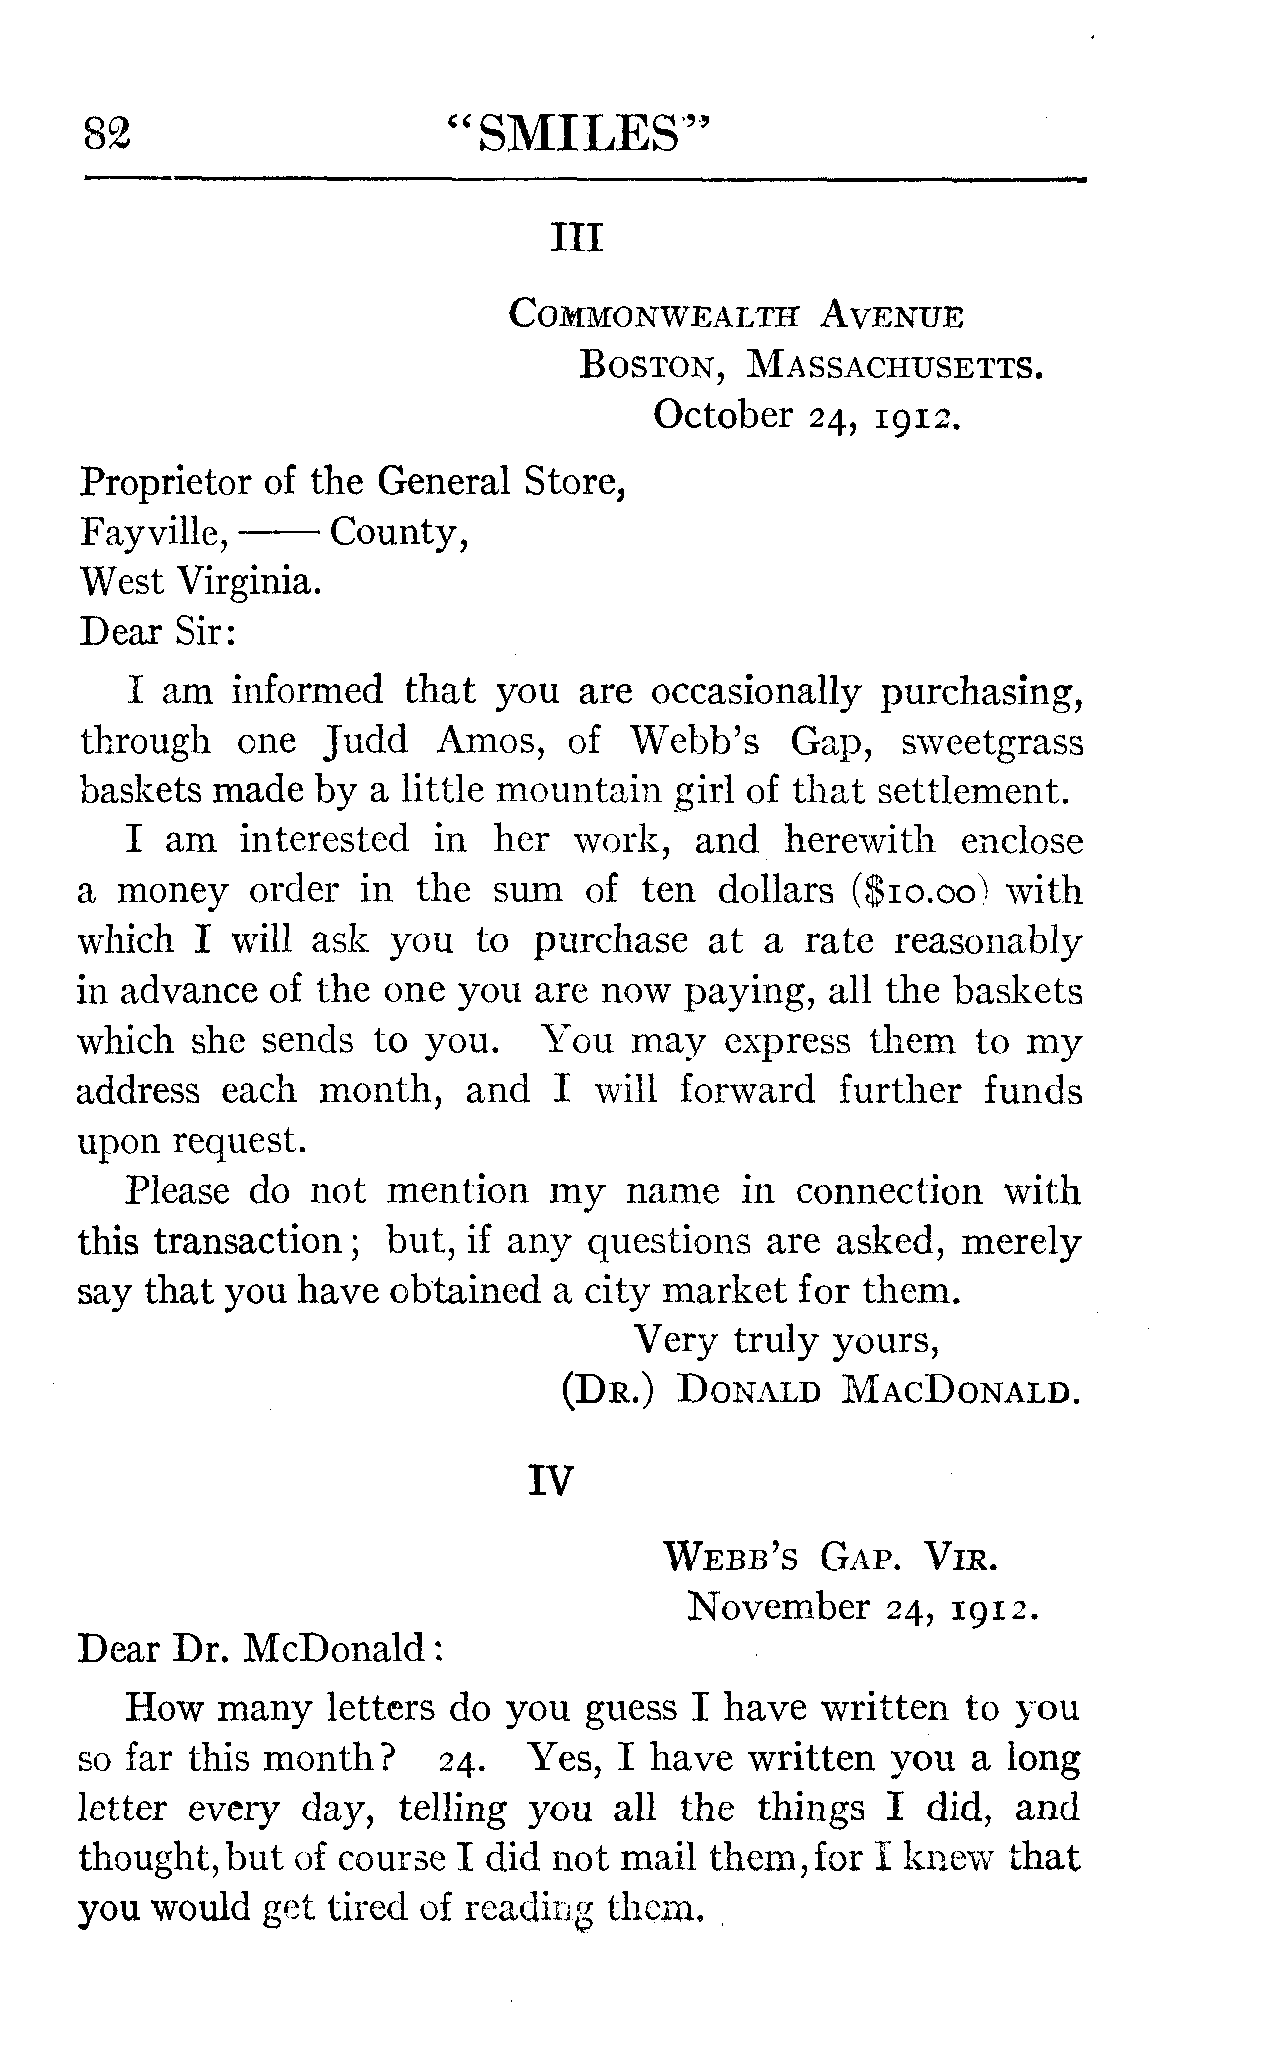 82 "SMILES"
III
COMMONWEALTH AVENUE
BOSTON, MASSACHUSETTS.
October 24, 1912.
Proprietor of the General Store,
Fayville, —— County,
West Virginia.
Dear Sir:
I am informed that you are occasionally purchasing,
through one Judd Amos, of Webb's Gap, sweetgrass
baskets made by a little mountain girl of that settlement.
I am interested in her work, and herewith enclose
a money order in the sum of ten dollars ($10.00) with
which I will ask you to purchase at a rate reasonably
in advance of the one you are now paying, all the baskets
which she sends to you. You may express them to my
address each month, and I will forward further funds
upon request.
Please do not mention my name in connection with
this transaction; but, if any questions are asked, merely
say that you have obtained a city market for them.
Very truly yours,
(DR.) DONALD MACDONALD.
IV
WEBB'S GAP. VIR.
November 24, 1912.
Dear Dr. McDonald:
How many letters do you guess I have written to you
so far this month? 24. Yes, I have written you a long
letter every day, telling you all the things I did, and
thought, but of course I did not mail them, for I knew that
you would get tired of reading them.